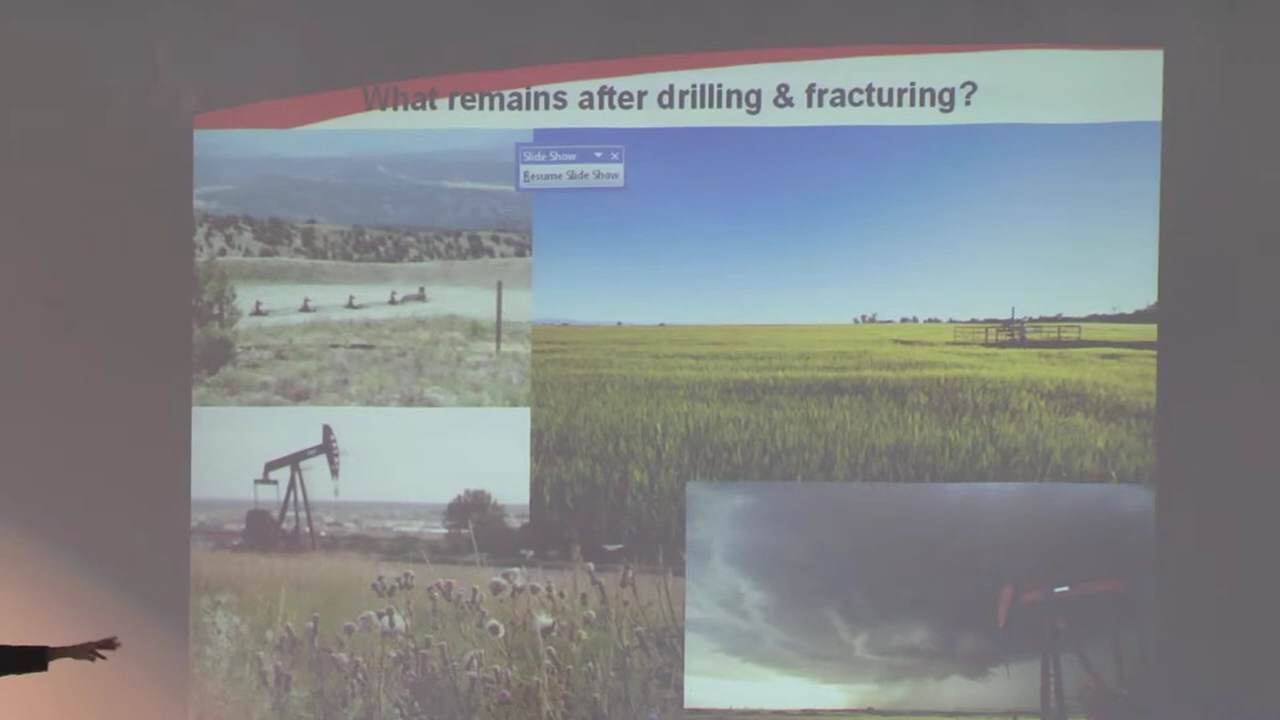 What remains after drilling & fracturing?
Slide Show
Resume Slide Show